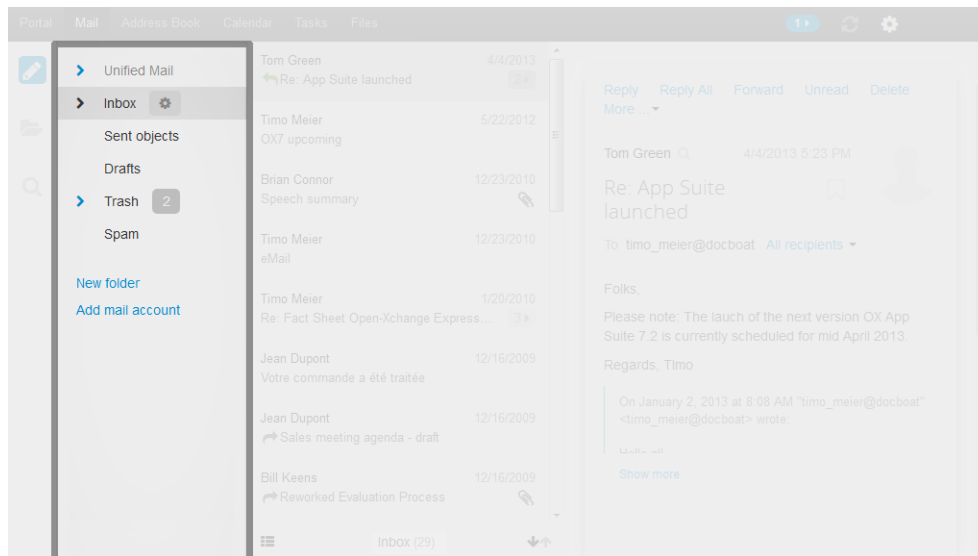 Portal Mail Address Book Calendar Tasks Files 1
Unified Mail
Inbox
Sent objects
Drafts
Trash 2
Spam
New folder
Add mail account
Tom Green 4/4/2013
Re: App Suite launched 2
Timo Meier 5/22/2012
OX7 upcoming
Brian Connor 12/23/2010
Speech summary
Timo Meier 12/23/2010
eMail
Timo Meier 1/20/2010
Re: Fact Sheet Open-Xchange Express... 3
Jean Dupont 12/16/2009
Votre commande a été traitée
Jean Dupont 12/16/2009
Sales meeting agenda - draft
Bill Keens 12/16/2009
Reworked Evaluation Process
Inbox (29)
Reply Reply All Forward Unread Delete
More...
Tom Green 4/4/2013 5:23 PM
Re: App Suite
launched
To timo_meier@docboat All recipients
Folks,
Please note: The lauch of the next version OX App
Suite 7.2 is currently scheduled for mid April 2013.
Regards, Timo
On January 2, 2013 at 8:08 AM "timo_meier@docboat"
<timo_meier@docboat> wrote:
Hello all
Show more